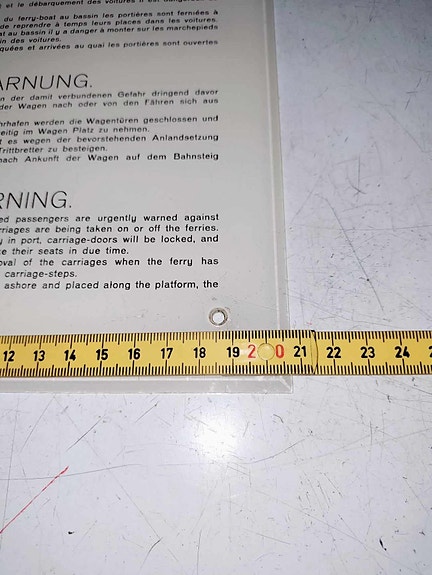 et le débarquement des voitures il est dangereux
du ferry-boat au bassin les portières sont fermées à
de reprendre à temps leurs places dans les voitures.
at au bassin il y a danger à monter sur les marchepieds
in des voitures.
quées et arrivées au quai les portières sont ouvertes
ARNUNG.
n der damit verbundenen Gefahr dringend davor
der Wagen nach oder von den Fähren sich aus
hrhafen werden die Wagentüren geschlossen und
eitig im Wagen Platz zu nehmen.
t es wegen der bevorstehenden Anlandsetzung
Trittbretter zu besteigen.
nach Ankunft der Wagen auf dem Bahnsteig
RNING.
ed passengers are urgently warned against
rriages are being taken on or off the ferries.
y in port, carriage-doors will be locked, and
ke their seats in due time.
oval of the carriages when the ferry has
carriage-steps.
ashore and placed along the platform, the
12 13 14 15 16 17 18 19 20 21 22 23 24